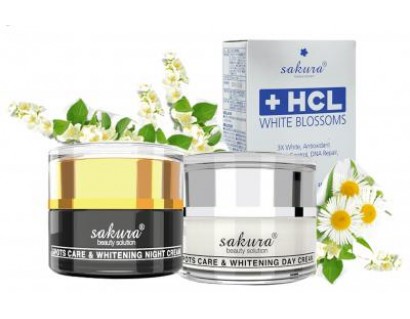 sakura®
+ HCL
WHITE BLOSSOMS
3X White, Antioxidant
Control, DNA Repair,
sakura®
beauty solution
SPOTS CARE & WHITENING NIGHT CREAM
sakura®
beauty solution
SPOTS CARE & WHITENING DAY CREAM